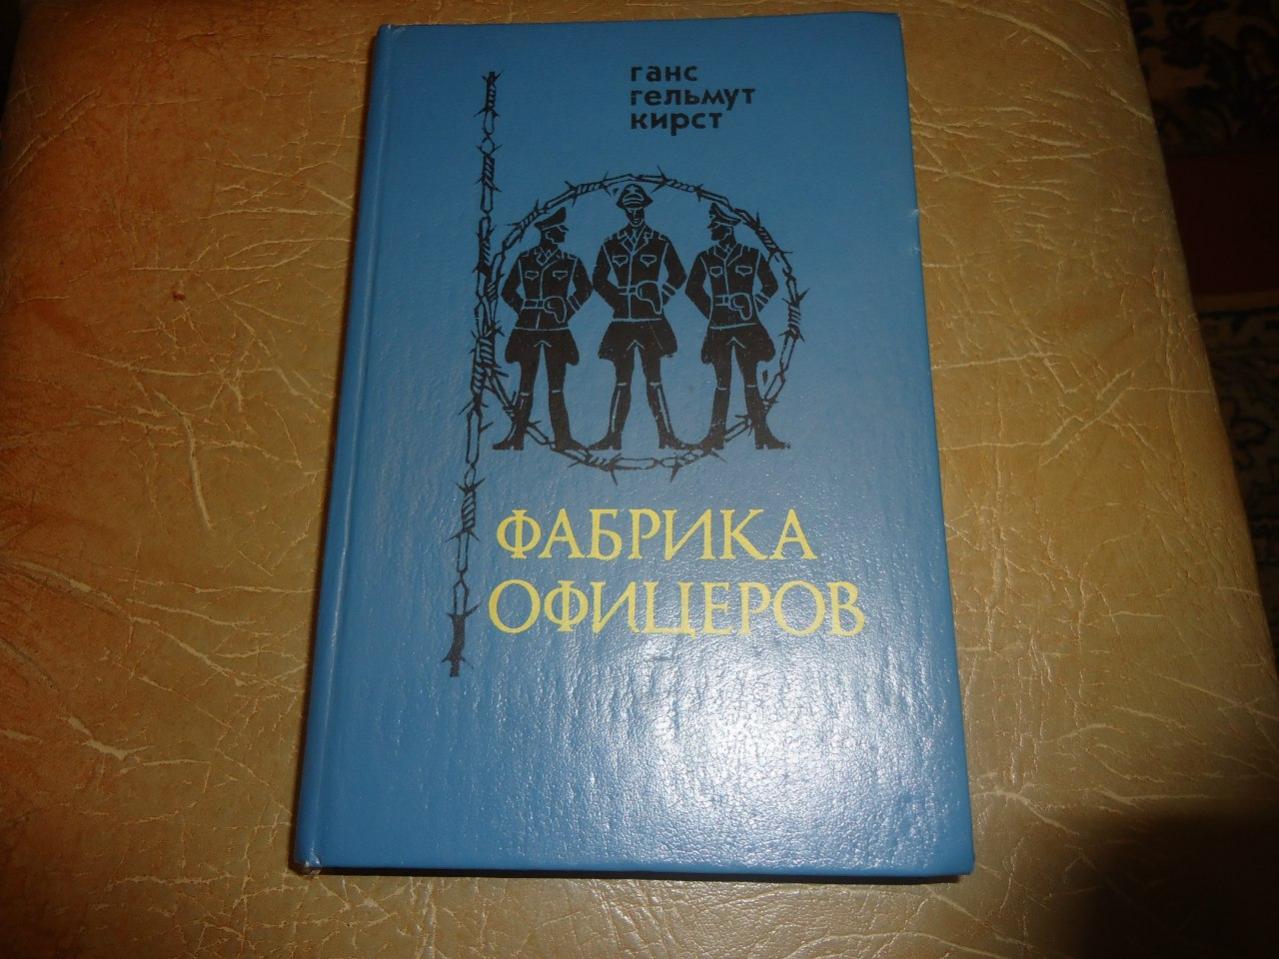 ганс
гельмут
кирст
ФАБРИКА
ОФИЦЕРОВ